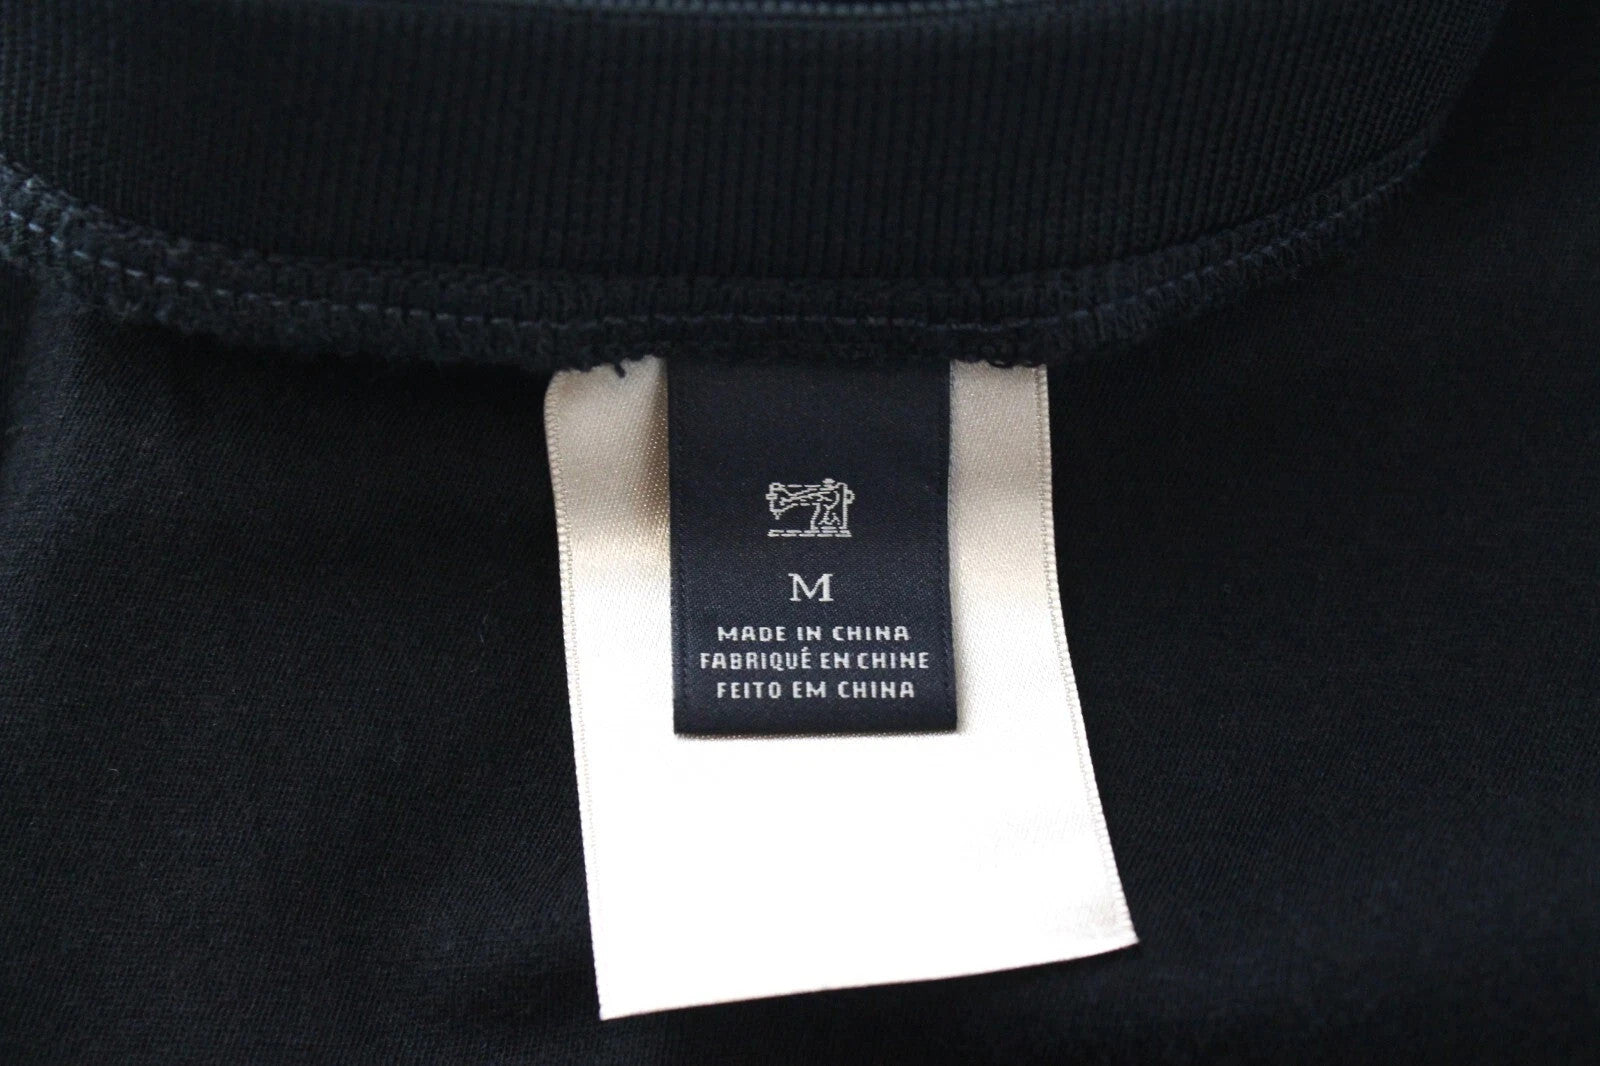 M
MADE IN CHINA
FABRIQUÉ EN CHINE
FEITO EM CHINA